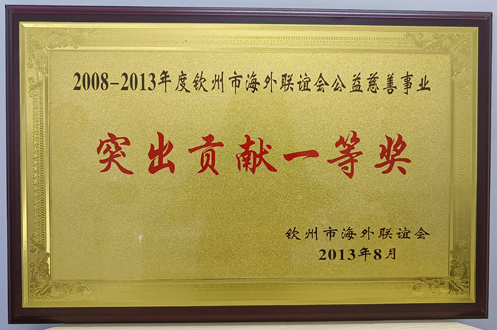 2008-2013年度钦州市海外联谊会公益慈善事业
突出贡献一等奖
钦州市海外联谊会
2013年8月